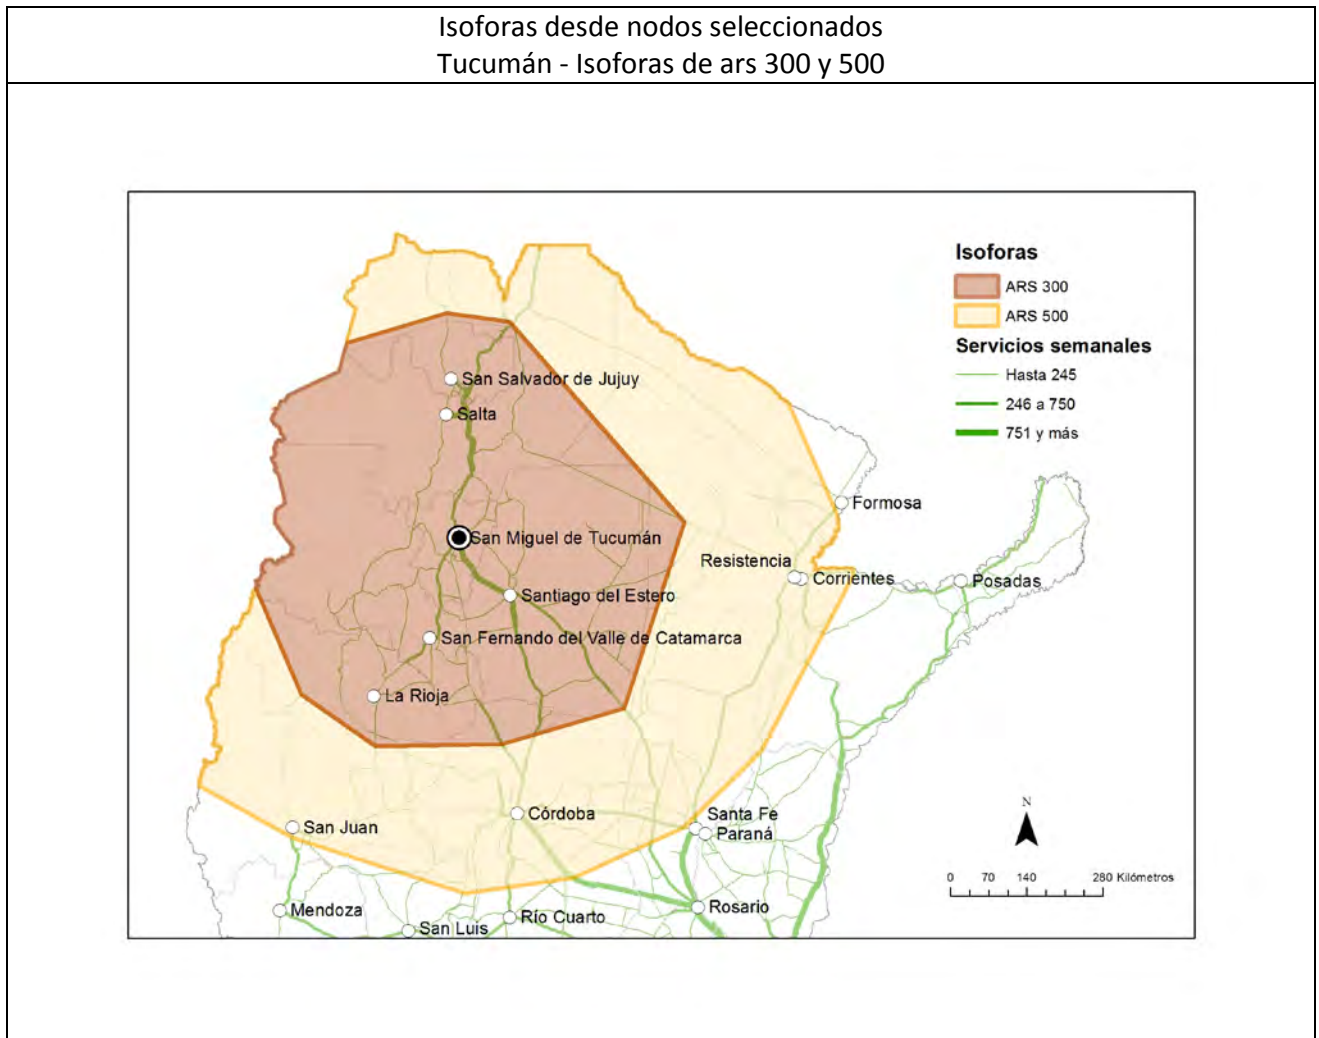 Isoforas desde nodos seleccionados
Tucumán - Isoforas de ars 300 y 500
Isoforas
ARS 300
ARS 500
Servicios semanales
Hasta 245
246 a 750
751 y más
San Salvador de Jujuy
Salta
Formosa
San Miguel de Tucumán
Resistencia
Corrientes
Posadas
Santiago del Estero
San Fernando del Valle de Catamarca
La Rioja
Córdoba
Santa Fe
Paraná
San Juan
N
0 70 140 280 Kilómetros
Mendoza
Rosario
Río Cuarto
San Luis